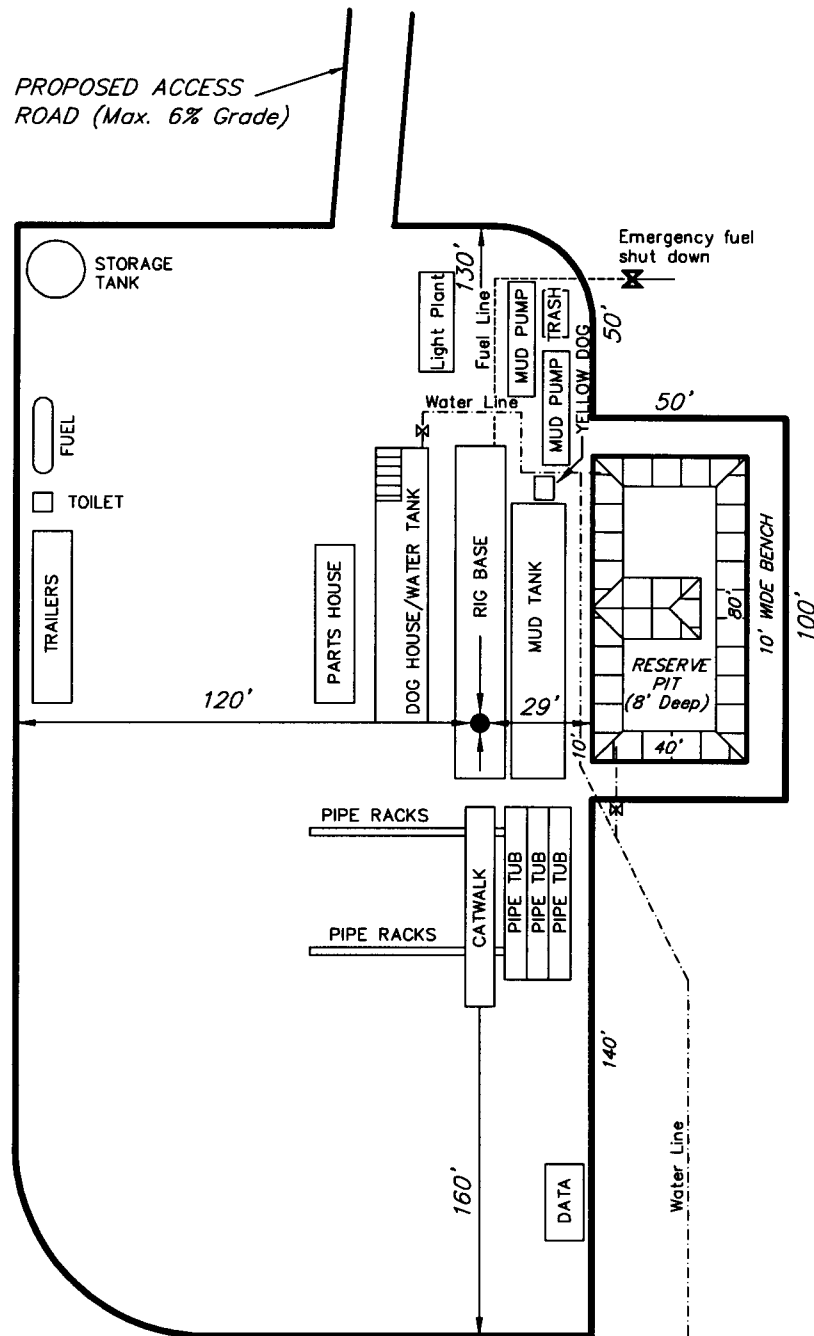 PROPOSED ACCESS
ROAD (Max. 6% Grade)
STORAGE
TANK
Light Plant
130'
Fuel Line
MUD PUMP
TRASH
Emergency fuel
shut down
50'
MUD PUMP
YELLOW DOG
50'
Water Line
FUEL
TOILET
TRAILERS
PARTS HOUSE
DOG HOUSE/WATER TANK
RIG BASE
MUD TANK
80'
10' WIDE BENCH
100'
RESERVE
PIT
(8' Deep)
120'
29'
10'
40'
PIPE RACKS
PIPE RACKS
CATWALK
PIPE TUB
PIPE TUB
PIPE TUB
140'
160'
DATA
Water Line